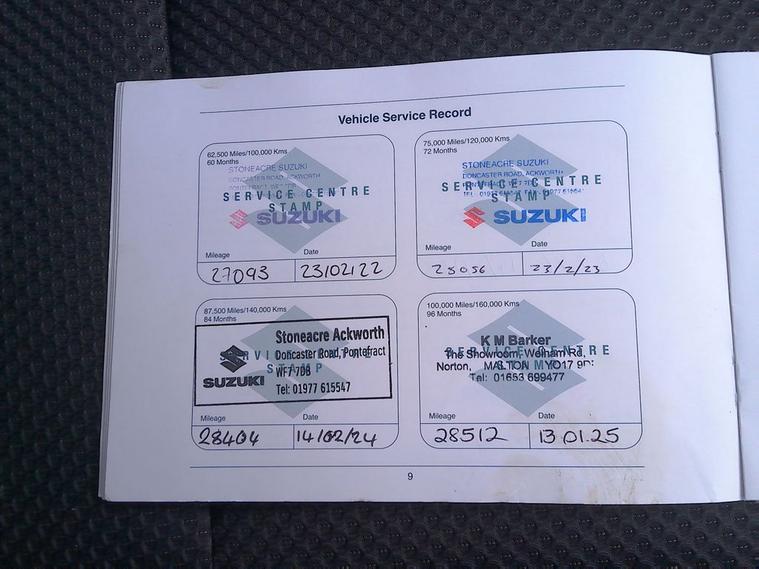 Vehicle Service Record
62,500 Miles/100,000 Kms
60 Months
STONEACRE SUZUKI
DONCASTER ROAD, ACKWORTH
SERVICE CENTRE
STAMP
SUZUKI
Mileage Date
27093 23/02/22
75,000 Miles/120,000 Kms
72 Months
STONEACRE SUZUKI
DONCASTER ROAD, ACKWORTH
SERVICE CENTRE
STAMP
SUZUKI
Mileage Date
28056 23/2/23
87,500 Miles/140,000 Kms
84 Months
Stoneacre Ackworth
Doncaster Road, Pontefract
WF7
SUZUKI
Tel: 01977 615547
Mileage Date
28404 14/02/24
100,000 Miles/160,000 Kms
96 Months
K M Barker
The Showroom, Welham Rd,
Norton, MALTON YO17
Tel: 01653 699477
Mileage Date
28512 13.01.25
9